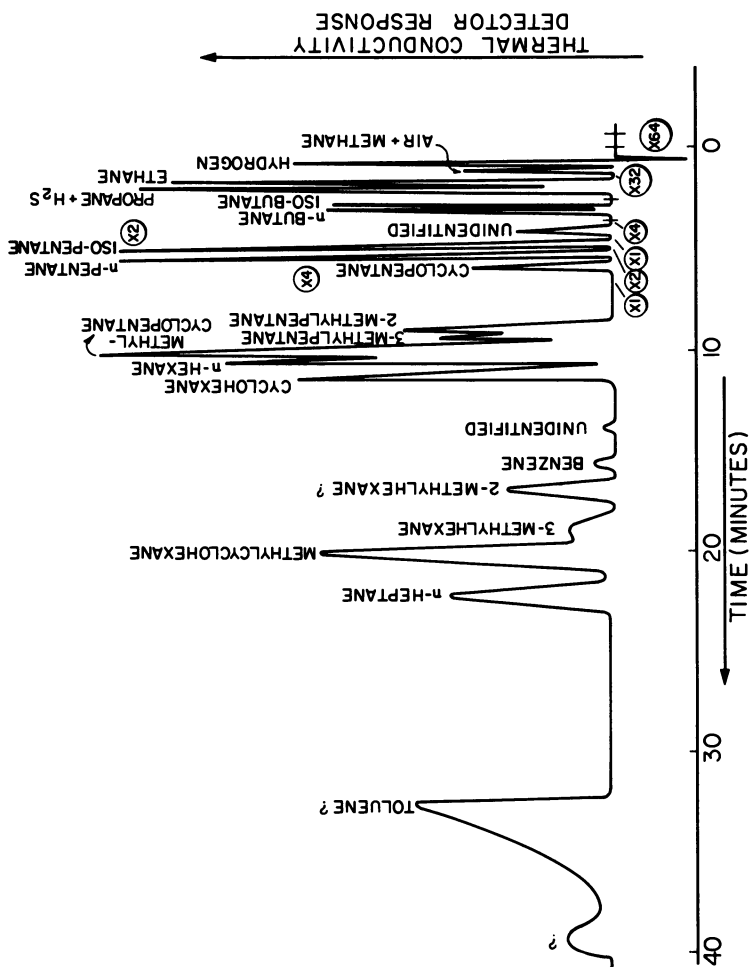 THERMAL CONDUCTIVITY
DETECTOR RESPONSE
AIR + METHANE
HYDROGEN
ETHANE
PROPANE + H2S
ISO-BUTANE
n-BUTANE
UNIDENTIFIED
ISO-PENTANE
n-PENTANE
CYCLOPENTANE
2-METHYLPENTANE
3-METHYLPENTANE
METHYL-
CYCLOPENTANE
n-HEXANE
CYCLOHEXANE
UNIDENTIFIED
BENZENE
2-METHYLHEXANE ?
3-METHYLHEXANE
METHYLCYCLOHEXANE
n-HEPTANE
TOLUENE ?
?
X2
X4
X64
X32
X4
X1
X2
X1
0
10
20
30
40
TIME (MINUTES)